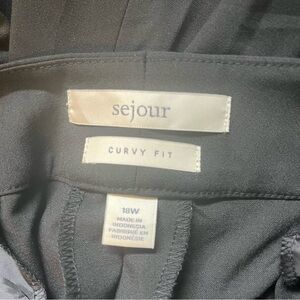 sejour
CURVY FIT
18W
MADE IN
INDONESIA
FABRIQUÉ EN
INDONÉSIE